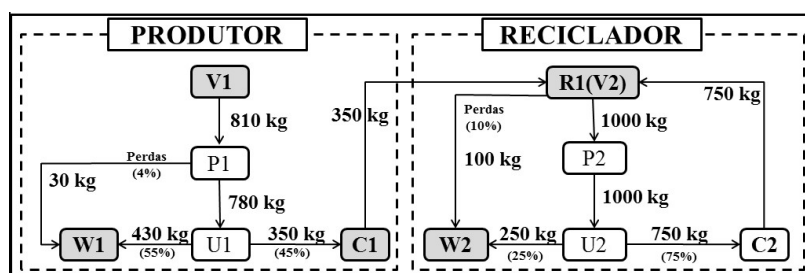 PRODUTOR
RECICLADOR
V1
R1(V2)
810 kg
350 kg
750 kg
Perdas
(10%)
1000 kg
Perdas
(4%)
P1
100 kg
P2
30 kg
780 kg
1000 kg
W1
430 kg
(55%)
U1
350 kg
(45%)
C1
W2
250 kg
(25%)
U2
750 kg
(75%)
C2